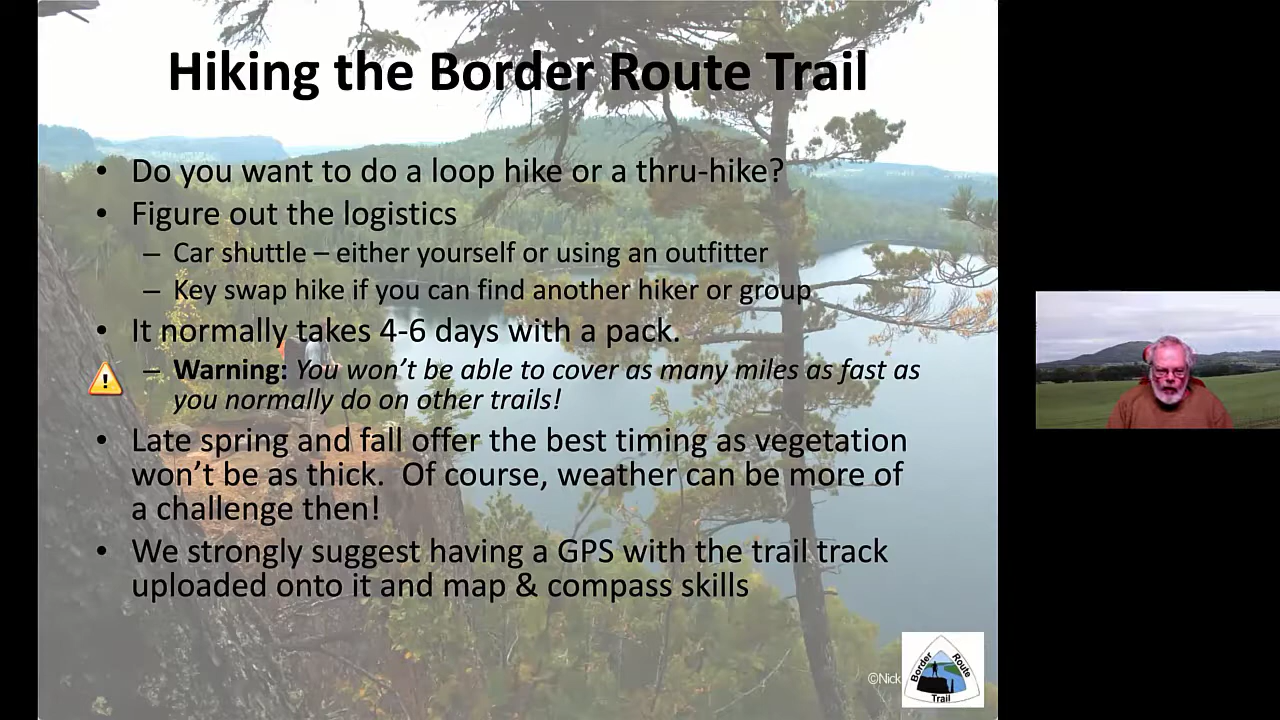 Hiking the Border Route Trail
• Do you want to do a loop hike or a thru-hike?
• Figure out the logistics
– Car shuttle – either yourself or using an outfitter
– Key swap hike if you can find another hiker or group
• It normally takes 4-6 days with a pack.
– Warning: You won't be able to cover as many miles as fast as
you normally do on other trails!
• Late spring and fall offer the best timing as vegetation
won't be as thick.  Of course, weather can be more of
a challenge then!
• We strongly suggest having a GPS with the trail track
uploaded onto it and map & compass skills
©Nick
Border Route
Trail